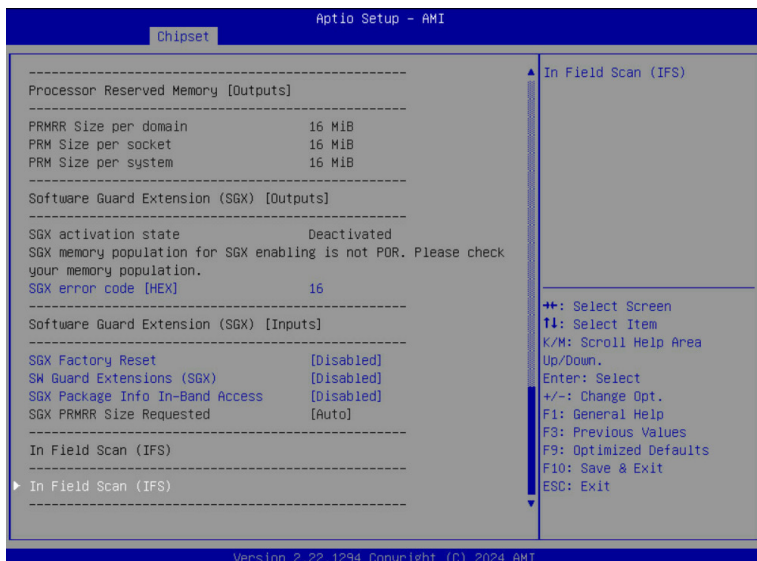 Aptio Setup - AMI
Chipset
Processor Reserved Memory [Outputs]
PRMRR Size per domain 16 MiB
PRM Size per socket 16 MiB
PRM Size per system 16 MiB
Software Guard Extension (SGX) [Outputs]
SGX activation state Deactivated
SGX memory population for SGX enabling is not POR. Please check
your memory population.
SGX error code [HEX] 16
Software Guard Extension (SGX) [Inputs]
SGX Factory Reset [Disabled]
SW Guard Extensions (SGX) [Disabled]
SGX Package Info In-Band Access [Disabled]
SGX PRMRR Size Requested [Auto]
In Field Scan (IFS)
In Field Scan (IFS)
In Field Scan (IFS)
→←: Select Screen
↑↓: Select Item
K/M: Scroll Help Area
Up/Down.
Enter: Select
+/-: Change Opt.
F1: General Help
F3: Previous Values
F9: Optimized Defaults
F10: Save & Exit
ESC: Exit
Version 2.22.1294 Copyright (C) 2024 AMI